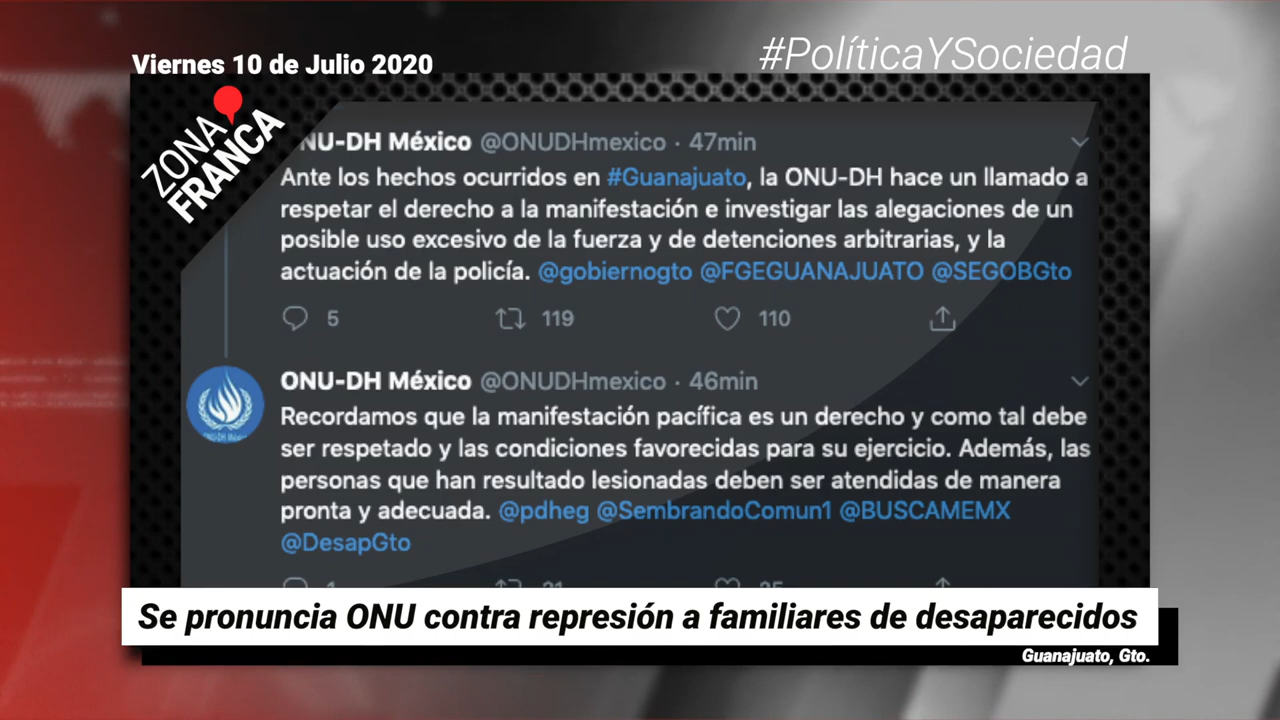 Viernes 10 de Julio 2020
#PolíticaYSociedad
ZONA
FRANCA
NU-DH México @ONUDHmexico · 47min
Ante los hechos ocurridos en #Guanajuato, la ONU-DH hace un llamado a
respetar el derecho a la manifestación e investigar las alegaciones de un
posible uso excesivo de la fuerza y de detenciones arbitrarias, y la
actuación de la policía. @gobiernogto @FGEGUANAJUATO @SEGOBGto
5 119 110
ONU-DH México @ONUDHmexico · 46min
Recordamos que la manifestación pacífica es un derecho y como tal debe
ser respetado y las condiciones favorecidas para su ejercicio. Además, las
personas que han resultado lesionadas deben ser atendidas de manera
pronta y adecuada. @pdheg @SembrandoComun1 @BUSCAMEMX
@DesapGto
Se pronuncia ONU contra represión a familiares de desaparecidos
Guanajuato, Gto.